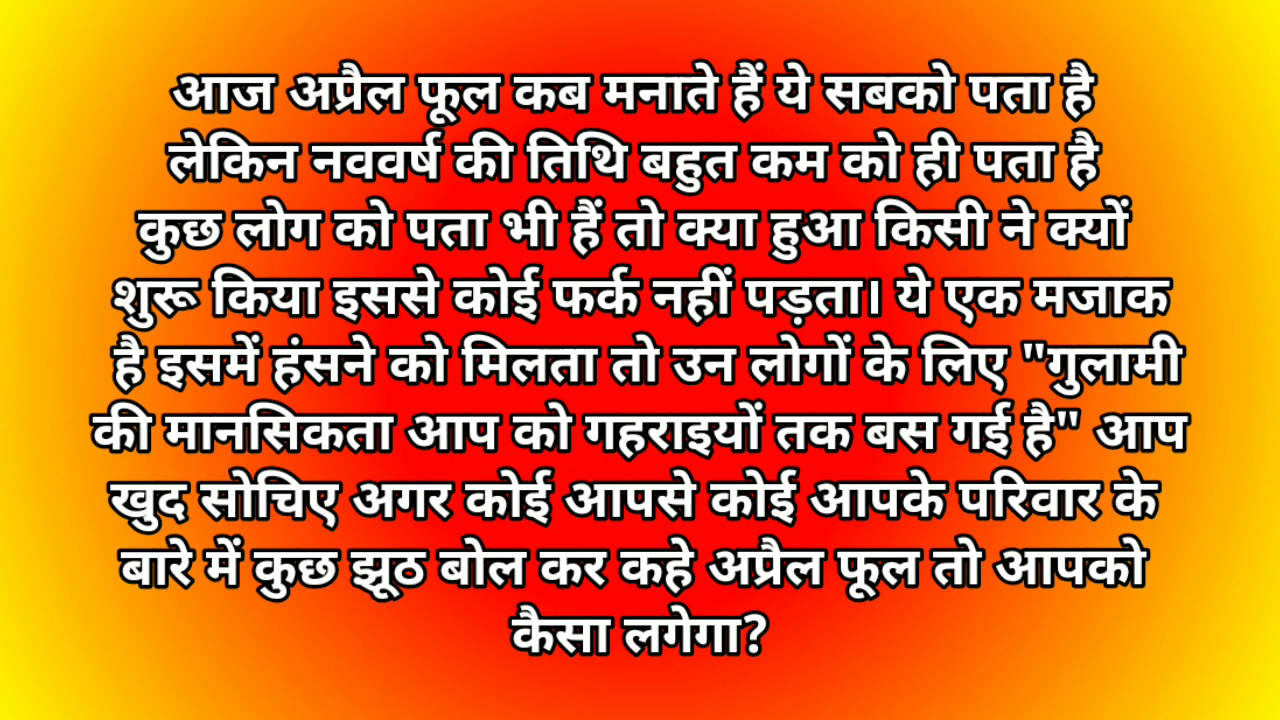 आज अप्रैल फूल कब मनाते हैं ये सबको पता है
लेकिन नववर्ष की तिथि बहुत कम को ही पता है
कुछ लोग को पता भी हैं तो क्या हुआ किसी ने क्यों
शुरू किया इससे कोई फर्क नहीं पड़ता। ये एक मजाक
है इसमें हंसने को मिलता तो उन लोगों के लिए "गुलामी
की मानसिकता आप को गहराइयों तक बस गई है" आप
खुद सोचिए अगर कोई आपसे कोई आपके परिवार के
बारे में कुछ झूठ बोल कर कहे अप्रैल फूल तो आपको
कैसा लगेगा?